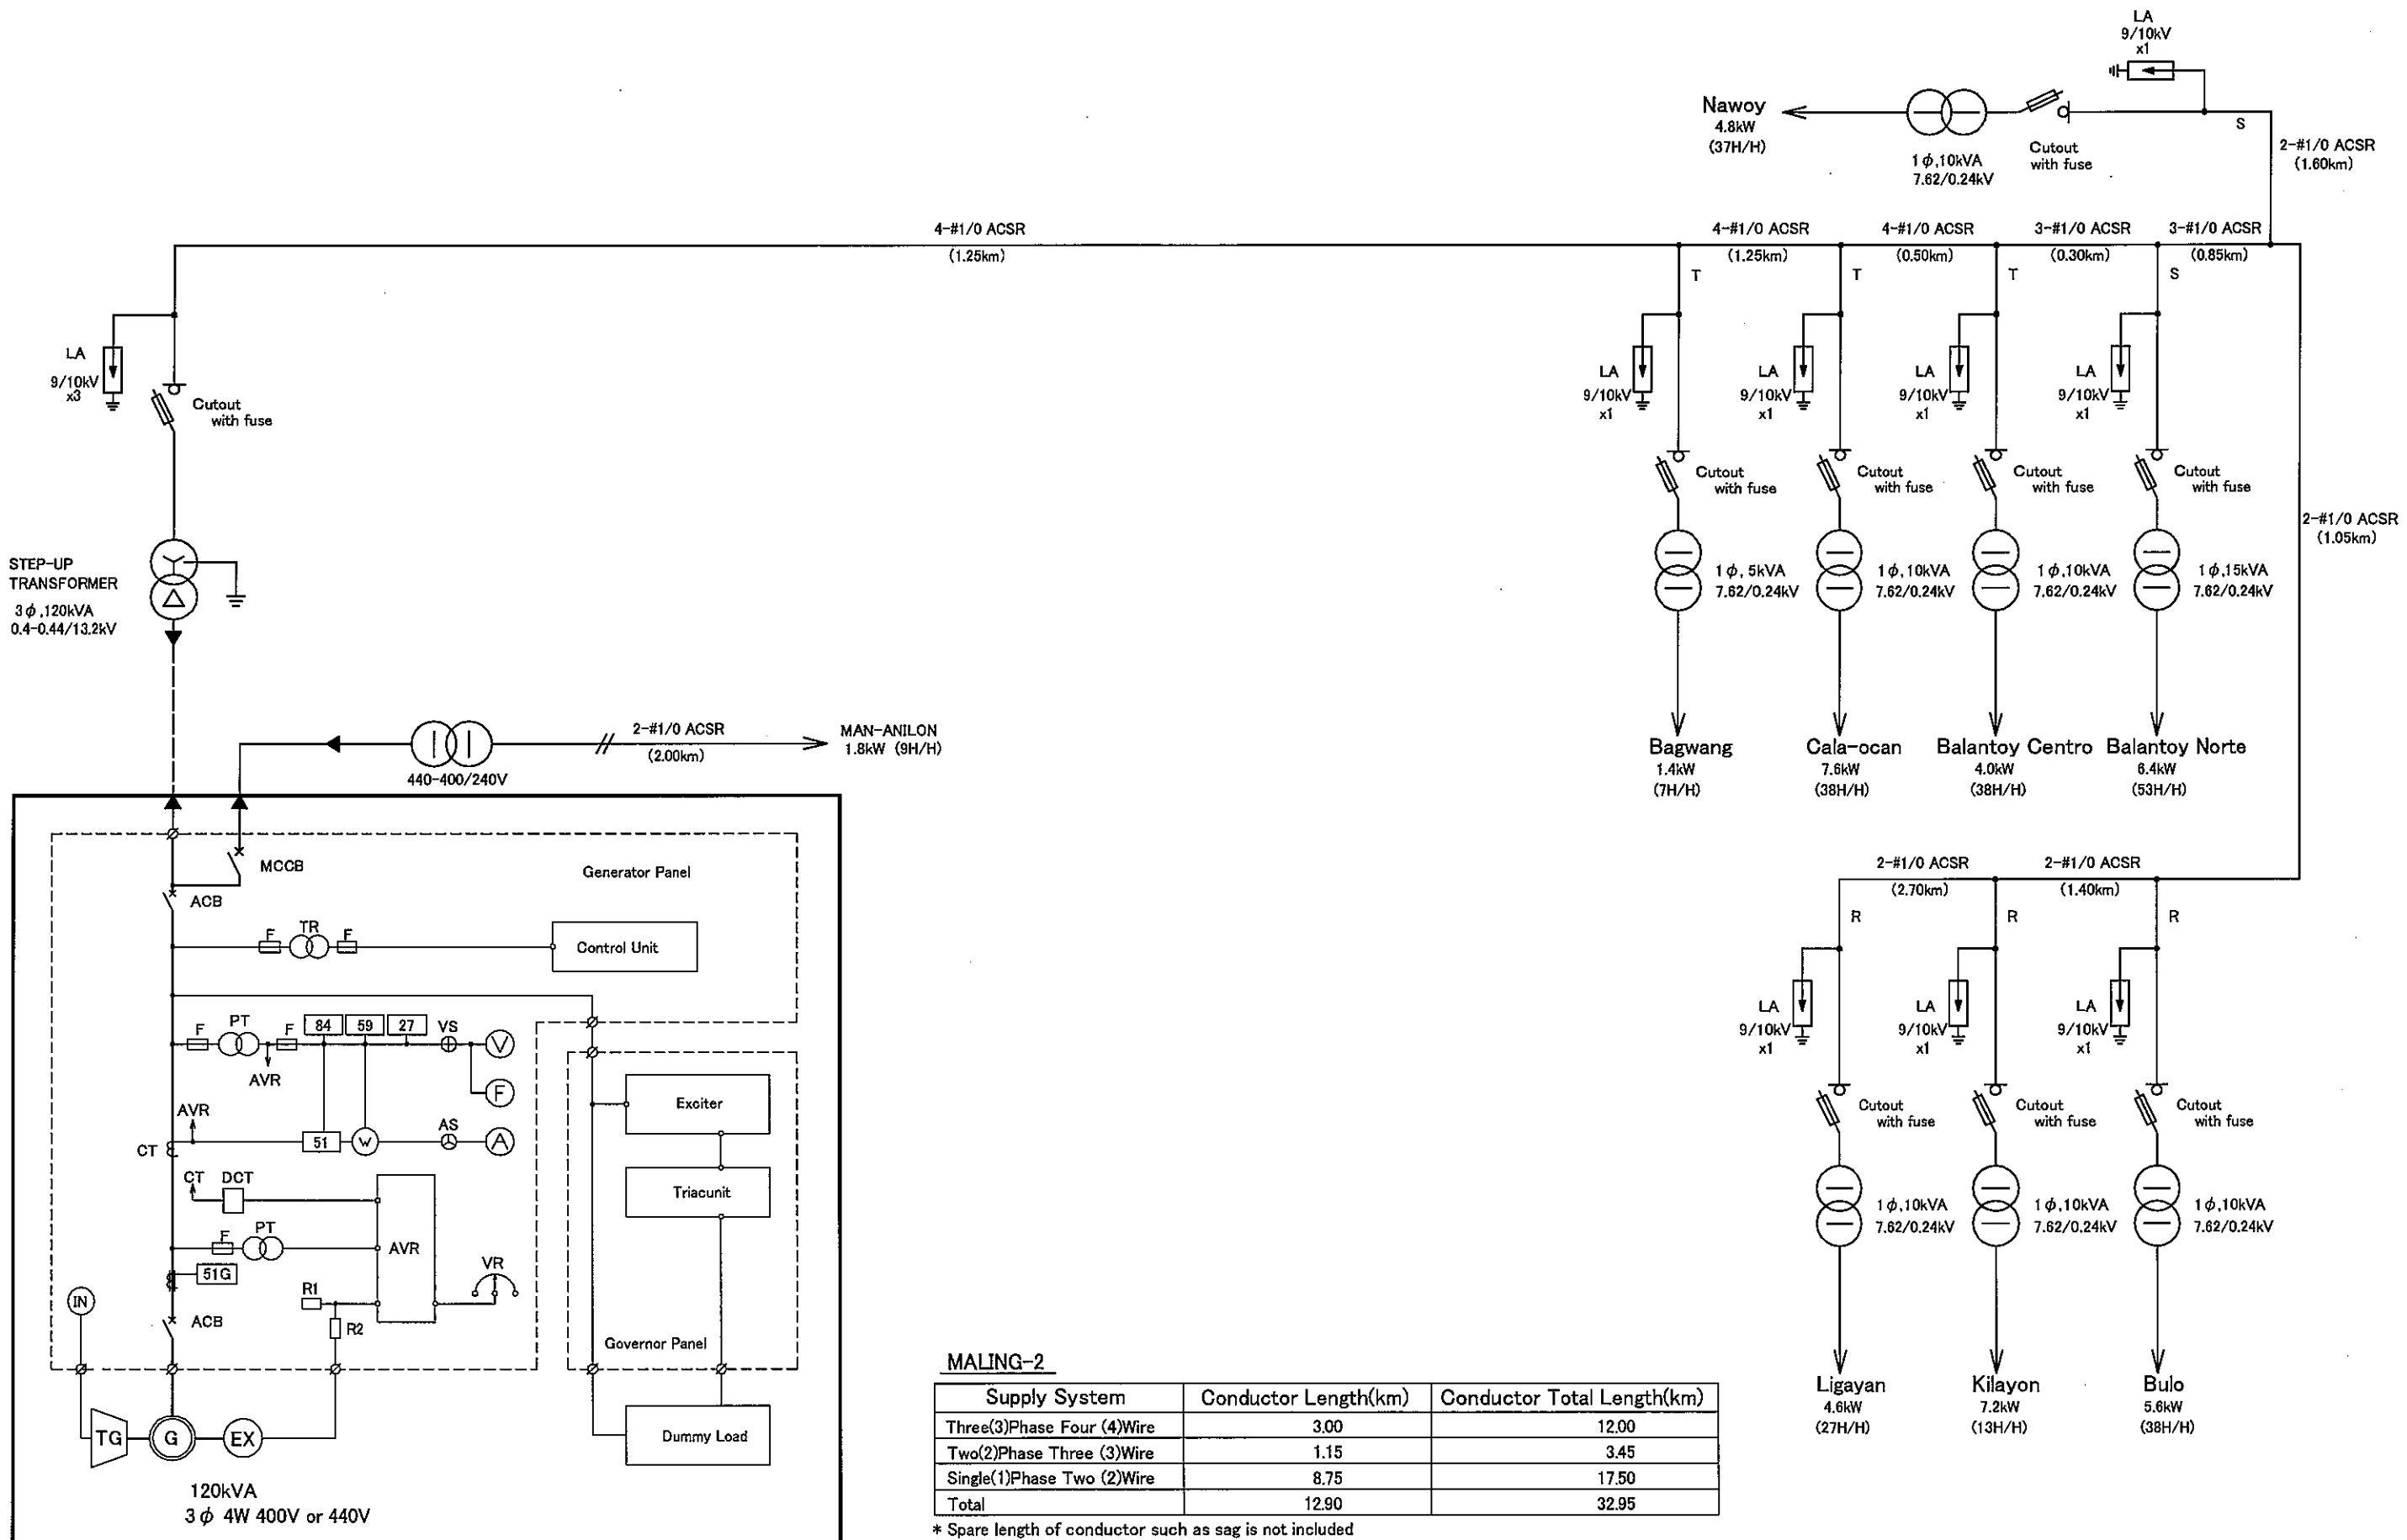 LA
9/10kV
x1
Nawoy
4.8kW
(37H/H)
1ϕ,10kVA
7.62/0.24kV
Cutout
with fuse
S
2-#1/0 ACSR
(1.60km)
4-#1/0 ACSR
(1.25km)
4-#1/0 ACSR
(1.25km)
4-#1/0 ACSR
(0.50km)
3-#1/0 ACSR
(0.30km)
3-#1/0 ACSR
(0.85km)
T
T
T
S
LA
9/10kV
x3
Cutout
with fuse
LA
9/10kV
x1
LA
9/10kV
x1
LA
9/10kV
x1
LA
9/10kV
x1
Cutout
with fuse
Cutout
with fuse
Cutout
with fuse
Cutout
with fuse
2-#1/0 ACSR
(1.05km)
STEP-UP
TRANSFORMER
3ϕ,120kVA
0.4-0.44/13.2kV
1ϕ,5kVA
7.62/0.24kV
1ϕ,10kVA
7.62/0.24kV
1ϕ,10kVA
7.62/0.24kV
1ϕ,15kVA
7.62/0.24kV
440-400/240V
2-#1/0 ACSR
(2.00km)
MAN-ANILON
1.8kW (9H/H)
Bagwang
1.4kW
(7H/H)
Cala-ocan
7.6kW
(38H/H)
Balantoy Centro
4.0kW
(38H/H)
Balantoy Norte
6.4kW
(53H/H)
MCCB
Generator Panel
ACB
F
TR
F
Control Unit
2-#1/0 ACSR
(2.70km)
2-#1/0 ACSR
(1.40km)
R
R
R
F
PT
F
84
59
27
VS
V
AVR
F
AVR
CT
51
W
AS
A
CT
DCT
F
PT
AVR
51G
VR
IN
R1
R2
ACB
Exciter
Triacunit
Governor Panel
Dummy Load
TG
G
EX
120kVA
3ϕ 4W 400V or 440V
LA
9/10kV
x1
LA
9/10kV
x1
LA
9/10kV
x1
Cutout
with fuse
Cutout
with fuse
Cutout
with fuse
1ϕ,10kVA
7.62/0.24kV
1ϕ,10kVA
7.62/0.24kV
1ϕ,10kVA
7.62/0.24kV
Ligayan
4.6kW
(27H/H)
Kilayon
7.2kW
(13H/H)
Bulo
5.6kW
(38H/H)
MALING-2
Supply System Conductor Length(km) Conductor Total Length(km)
Three(3)Phase Four (4)Wire 3.00 12.00
Two(2)Phase Three (3)Wire 1.15 3.45
Single(1)Phase Two (2)Wire 8.75 17.50
Total 12.90 32.95
* Spare length of conductor such as sag is not included